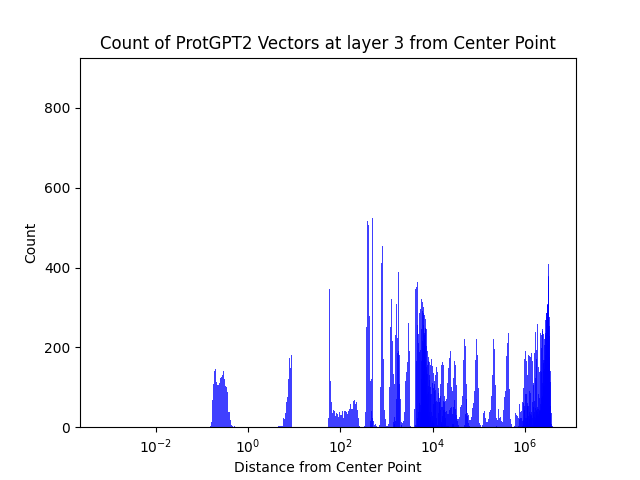 Count of ProtGPT2 Vectors at layer 3 from Center Point
Count
800
600
400
200
0
10^-2 10^0 10^2 10^4 10^6
Distance from Center Point